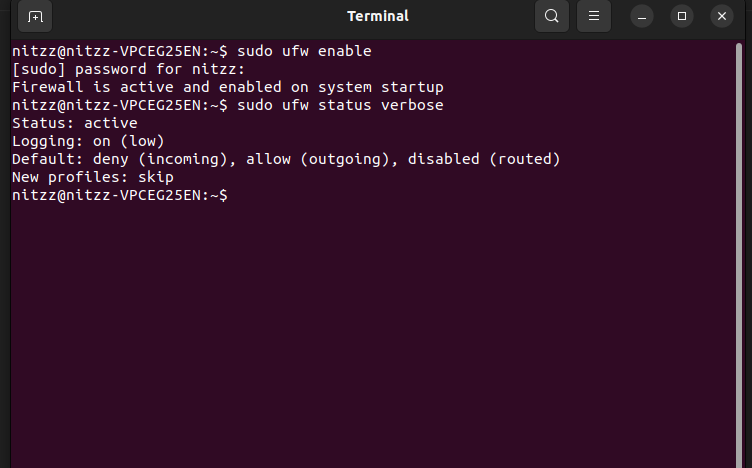 Terminal
nitzz@nitzz-VPCEG25EN:~$ sudo ufw enable
[sudo] password for nitzz:
Firewall is active and enabled on system startup
nitzz@nitzz-VPCEG25EN:~$ sudo ufw status verbose
Status: active
Logging: on (low)
Default: deny (incoming), allow (outgoing), disabled (routed)
New profiles: skip
nitzz@nitzz-VPCEG25EN:~$